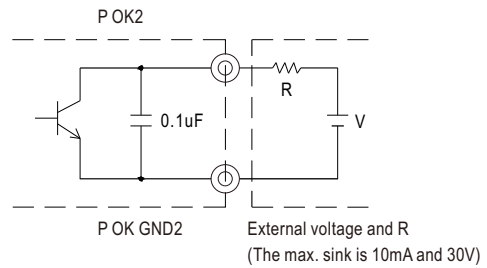 P OK2
R
0.1uF
V
P OK GND2
External voltage and R
(The max. sink is 10mA and 30V)